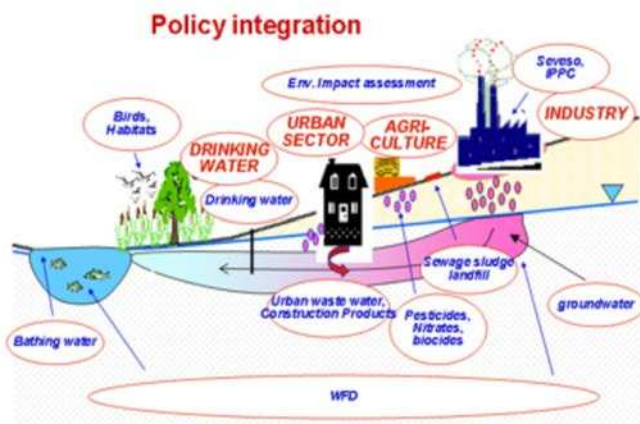 Policy integration
Env. Impact assessment
Seveso,
IPPC
INDUSTRY
Birds,
Habitats
URBAN
SECTOR
AGRI-
CULTURE
DRINKING
WATER
Drinking water
Sewage sludge
landfill
Urban waste water,
Construction Products
Pesticides,
Nitrates,
biocides
groundwater
Bathing water
WFD